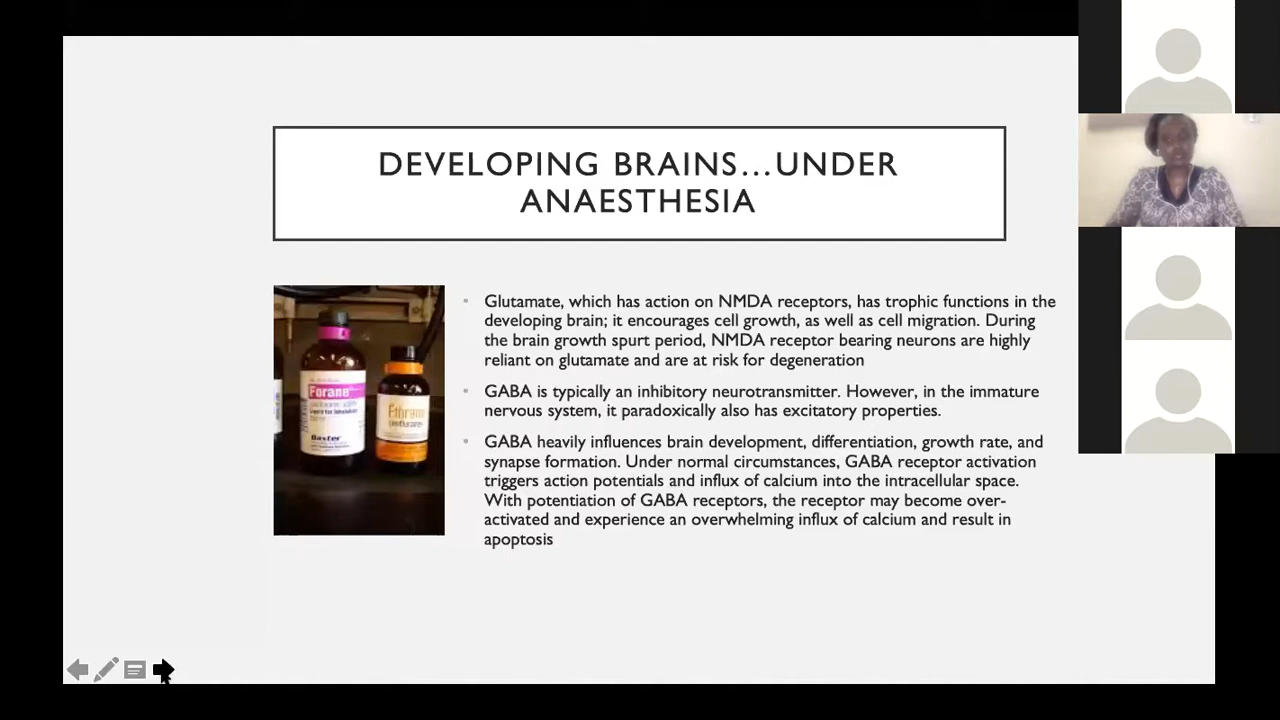 DEVELOPING BRAINS...UNDER
ANAESTHESIA
Glutamate, which has action on NMDA receptors, has trophic functions in the
developing brain; it encourages cell growth, as well as cell migration. During
the brain growth spurt period, NMDA receptor bearing neurons are highly
reliant on glutamate and are at risk for degeneration
GABA is typically an inhibitory neurotransmitter. However, in the immature
nervous system, it paradoxically also has excitatory properties.
GABA heavily influences brain development, differentiation, growth rate, and
synapse formation. Under normal circumstances, GABA receptor activation
triggers action potentials and influx of calcium into the intracellular space.
With potentiation of GABA receptors, the receptor may become over-
activated and experience an overwhelming influx of calcium and result in
apoptosis
Forane
Baxter